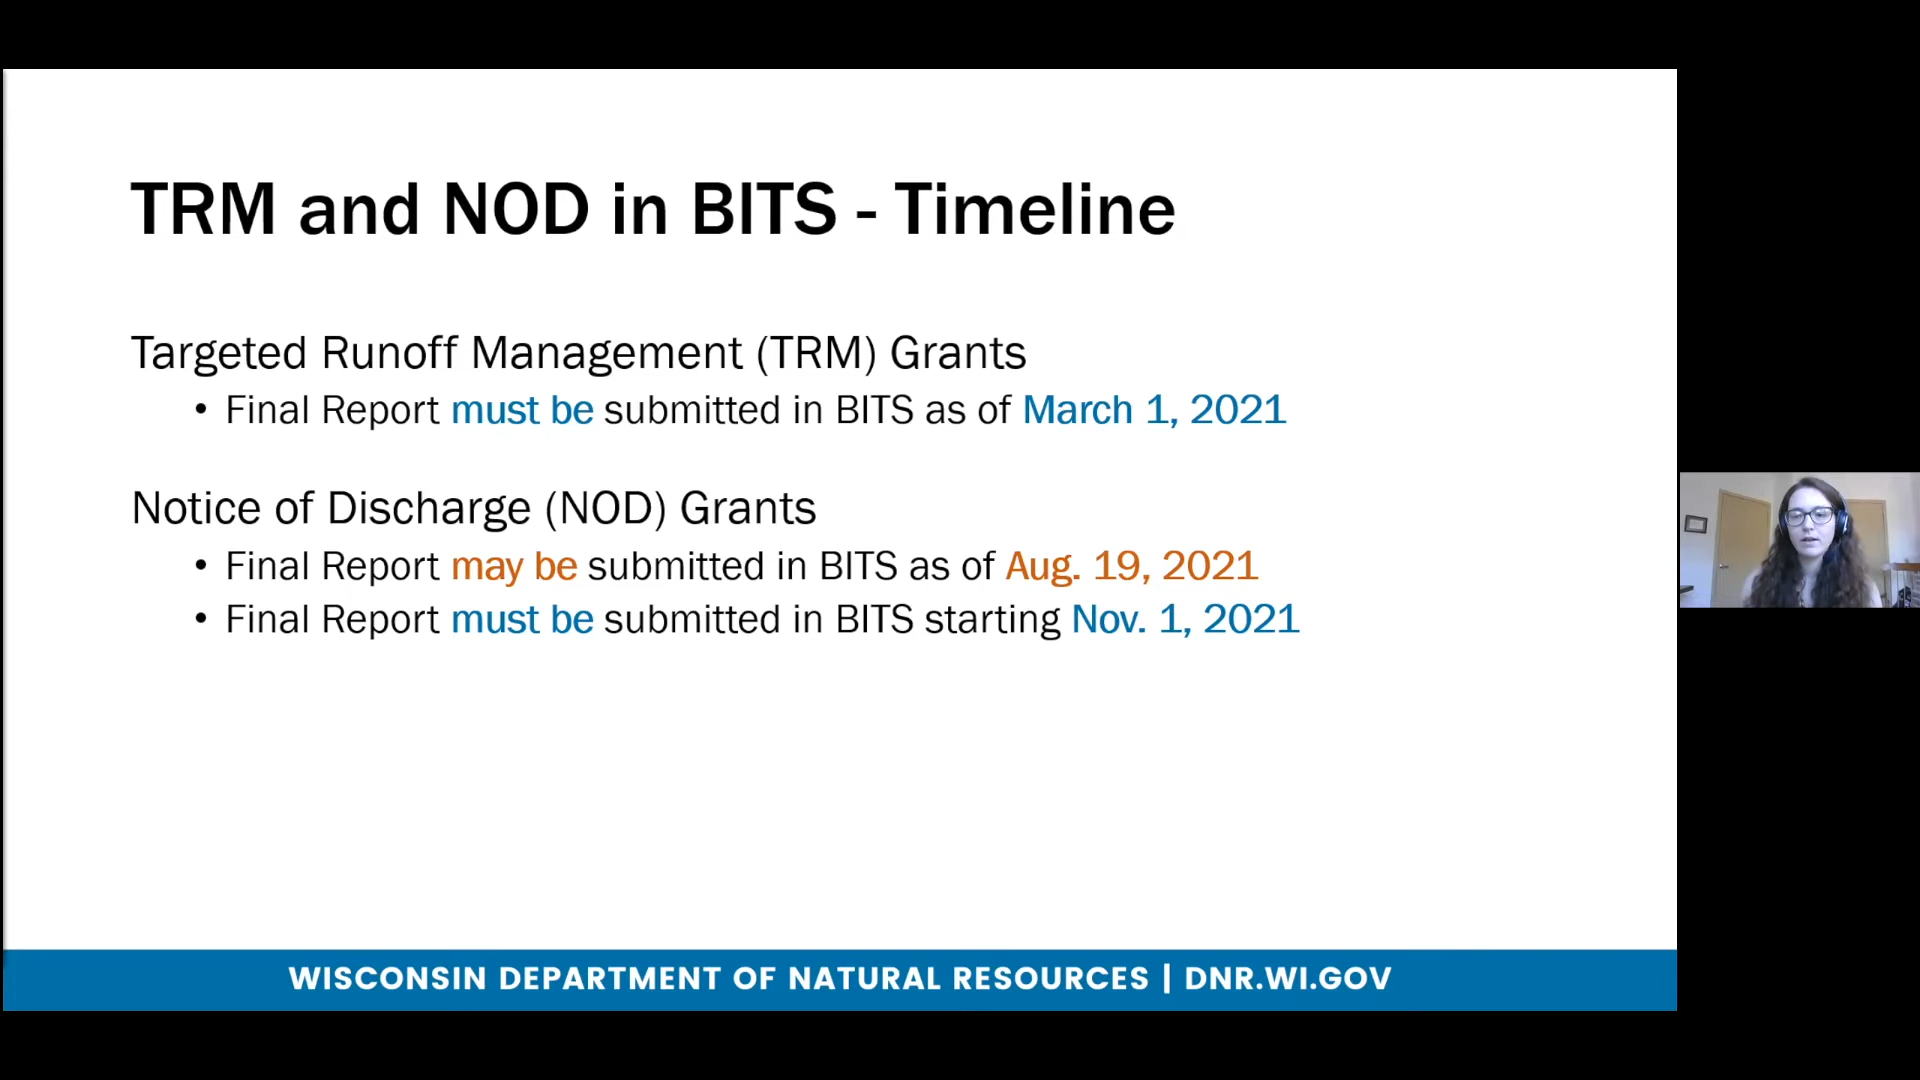 TRM and NOD in BITS - Timeline
Targeted Runoff Management (TRM) Grants
• Final Report must be submitted in BITS as of March 1, 2021
Notice of Discharge (NOD) Grants
• Final Report may be submitted in BITS as of Aug. 19, 2021
• Final Report must be submitted in BITS starting Nov. 1, 2021
WISCONSIN DEPARTMENT OF NATURAL RESOURCES | DNR.WI.GOV